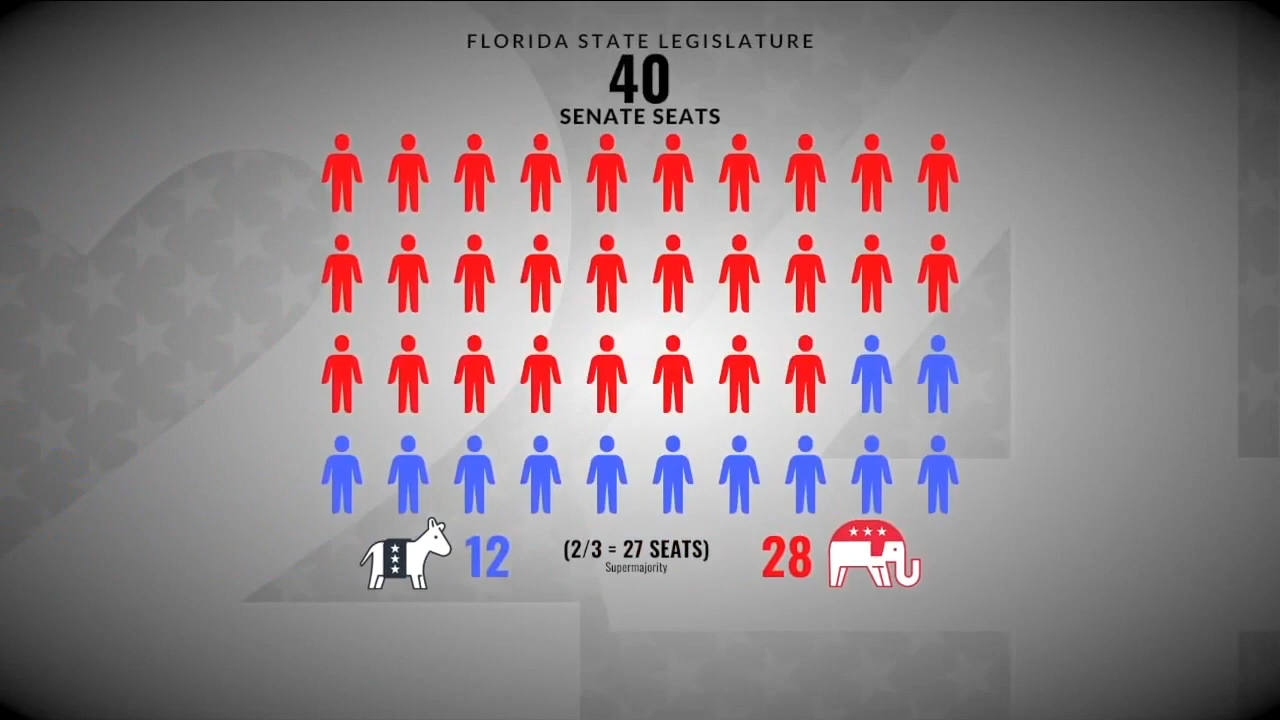 FLORIDA STATE LEGISLATURE
40
SENATE SEATS
12
(2/3 = 27 SEATS)
Supermajority
28